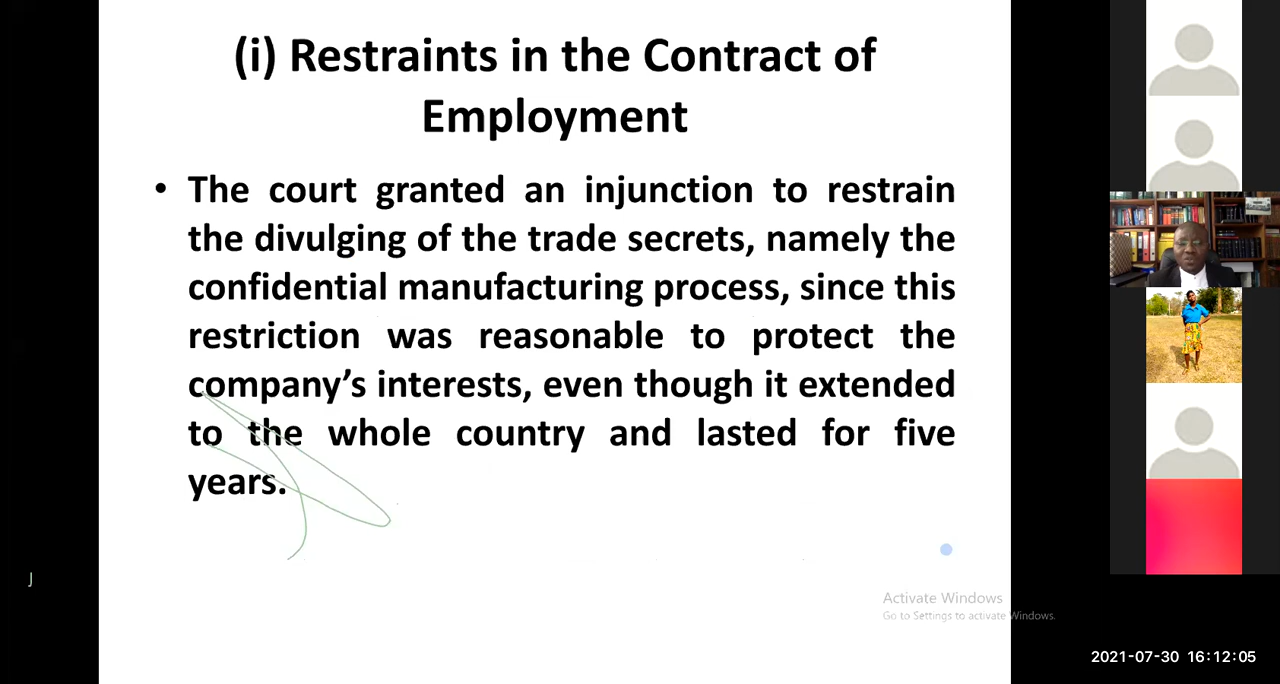 (i) Restraints in the Contract of
Employment
• The court granted an injunction to restrain
the divulging of the trade secrets, namely the
confidential manufacturing process, since this
restriction was reasonable to protect the
company’s interests, even though it extended
to the whole country and lasted for five
years.
J
Activate Windows
Go to Settings to activate Windows.
2021-07-30 16:12:05